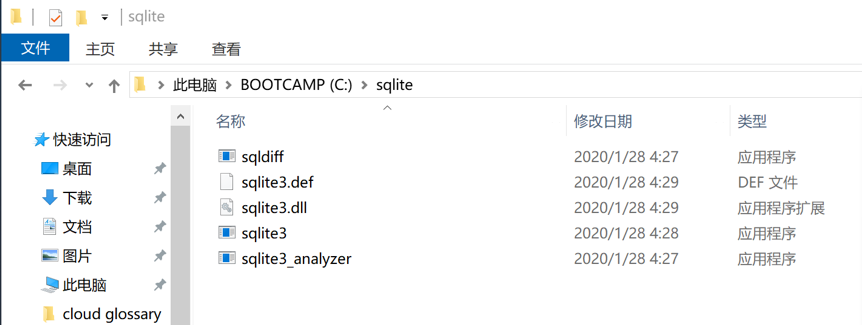 sqlite
文件 主页 共享 查看
此电脑 BOOTCAMP (C:) sqlite
名称 修改日期 类型
快速访问
桌面
下载
文档
图片
此电脑
cloud glossary
sqldiff 2020/1/28 4:27 应用程序
sqlite3.def 2020/1/28 4:29 DEF 文件
sqlite3.dll 2020/1/28 4:29 应用程序扩展
sqlite3 2020/1/28 4:28 应用程序
sqlite3_analyzer 2020/1/28 4:27 应用程序